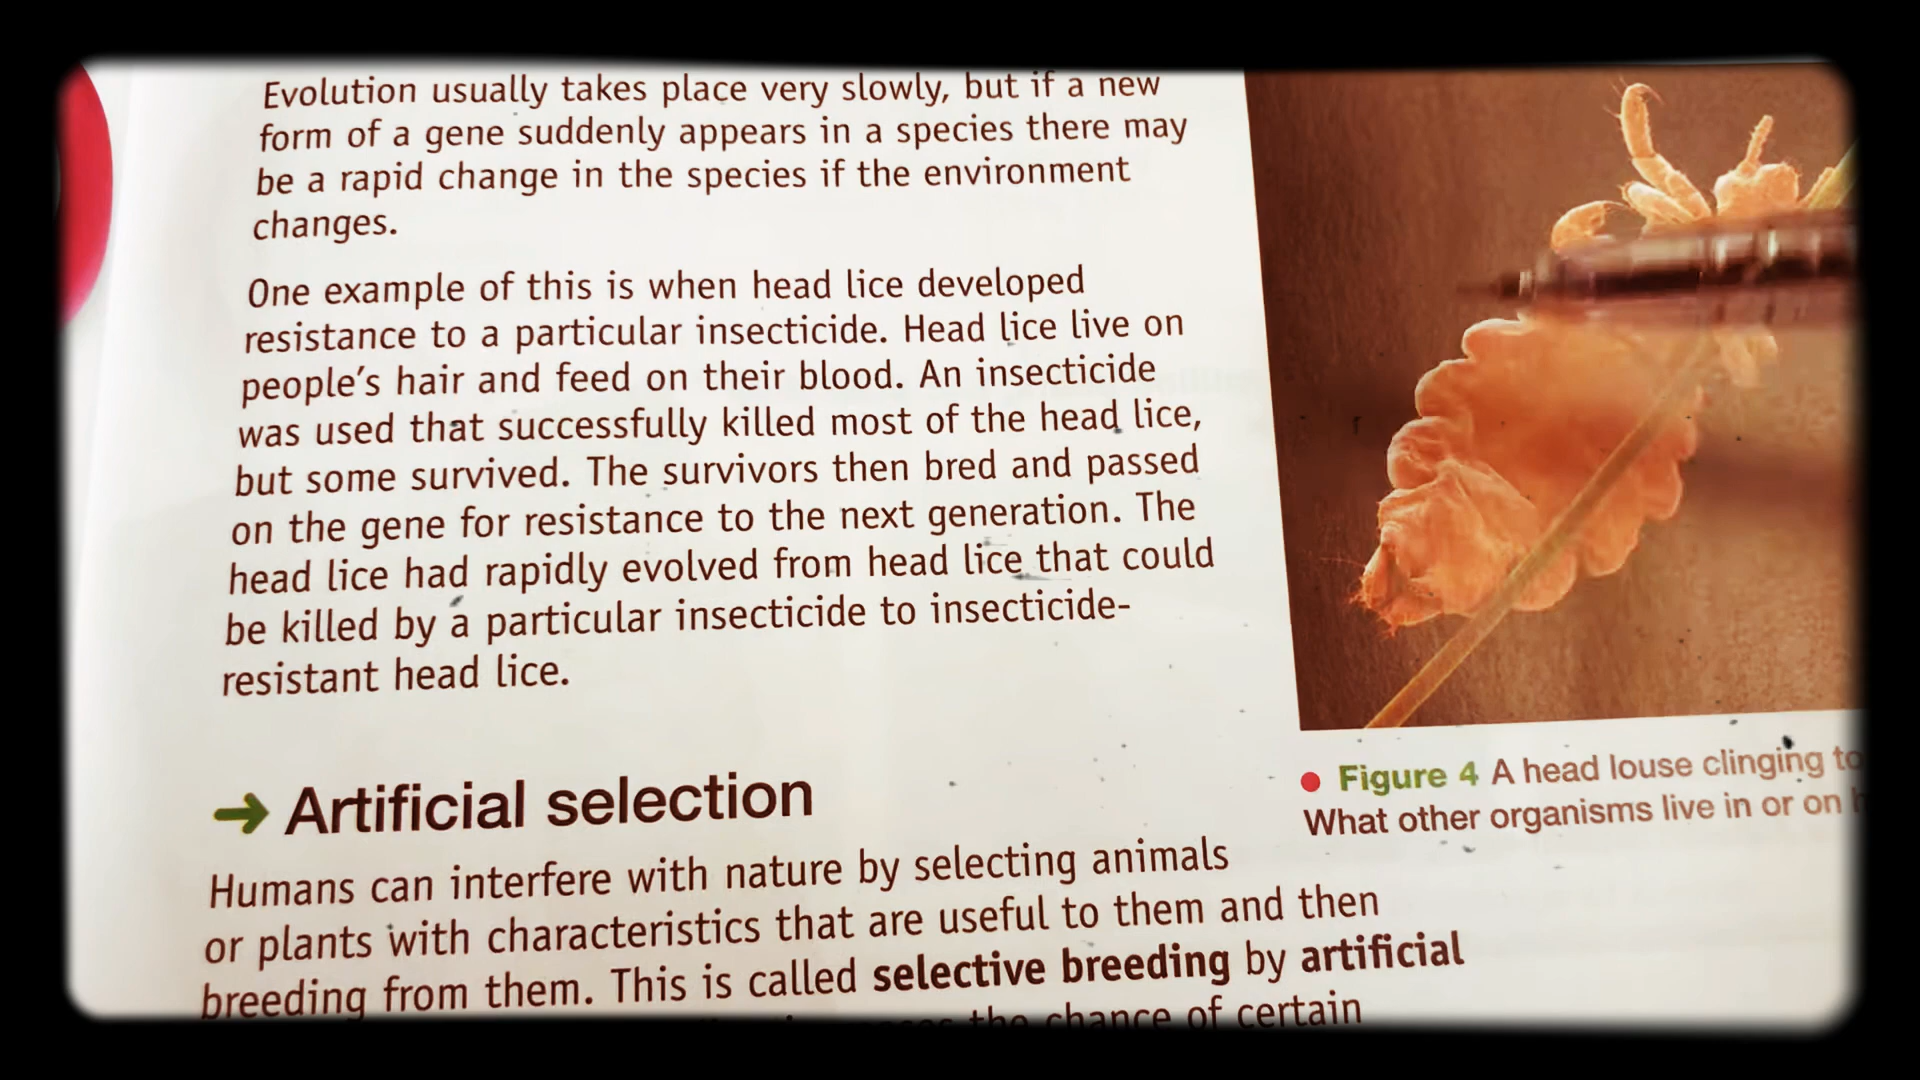 Evolution usually takes place very slowly, but if a new
form of a gene suddenly appears in a species there may
be a rapid change in the species if the environment
changes.
One example of this is when head lice developed
resistance to a particular insecticide. Head lice live on
people's hair and feed on their blood. An insecticide
was used that successfully killed most of the head lice,
but some survived. The survivors then bred and passed
on the gene for resistance to the next generation. The
head lice had rapidly evolved from head lice that could
be killed by a particular insecticide to insecticide-
resistant head lice.
→ Artificial selection
Humans can interfere with nature by selecting animals
or plants with characteristics that are useful to them and then
breeding from them. This is called selective breeding by artificial
the chance of certain
Figure 4 A head louse clinging to
What other organisms live in or on